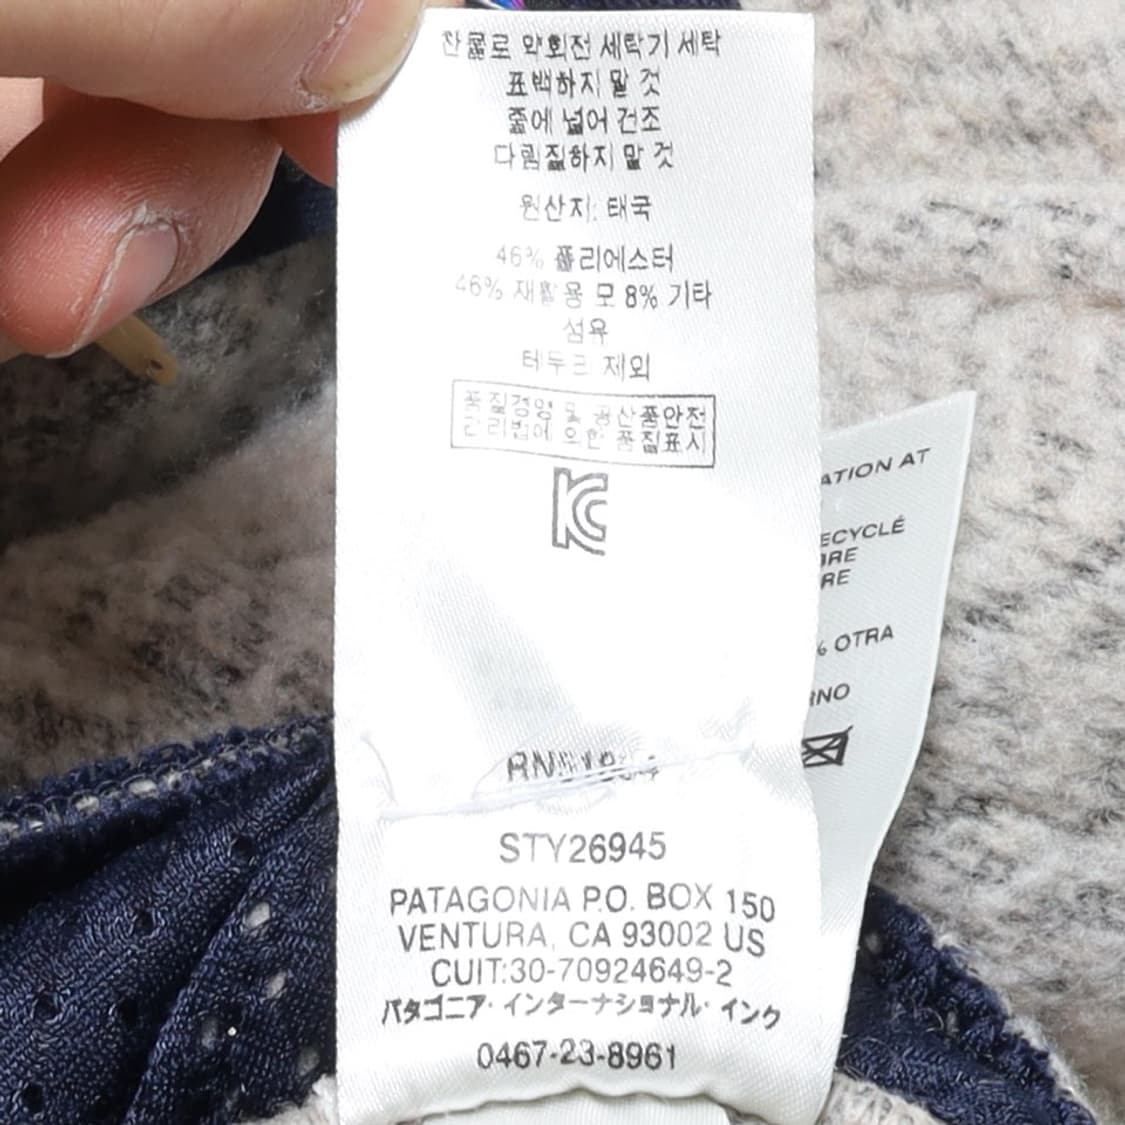 찬물로 약회전 세탁기 세탁
표백하지 말 것
줄에 널어 건조
다림질하지 말 것
원산지: 태국
46% 폴리에스터
46% 재활용 모 8% 기타
섬유
테두리 제외
품질경영 및 공산품안전
관리법에 의한 품질표시
KC
STY26945
PATAGONIA P.O. BOX 150
VENTURA, CA 93002 US
CUIT:30-70924649-2
パタゴニア・インターナショナル・インク
0467-23-8961
AT
% OTRA